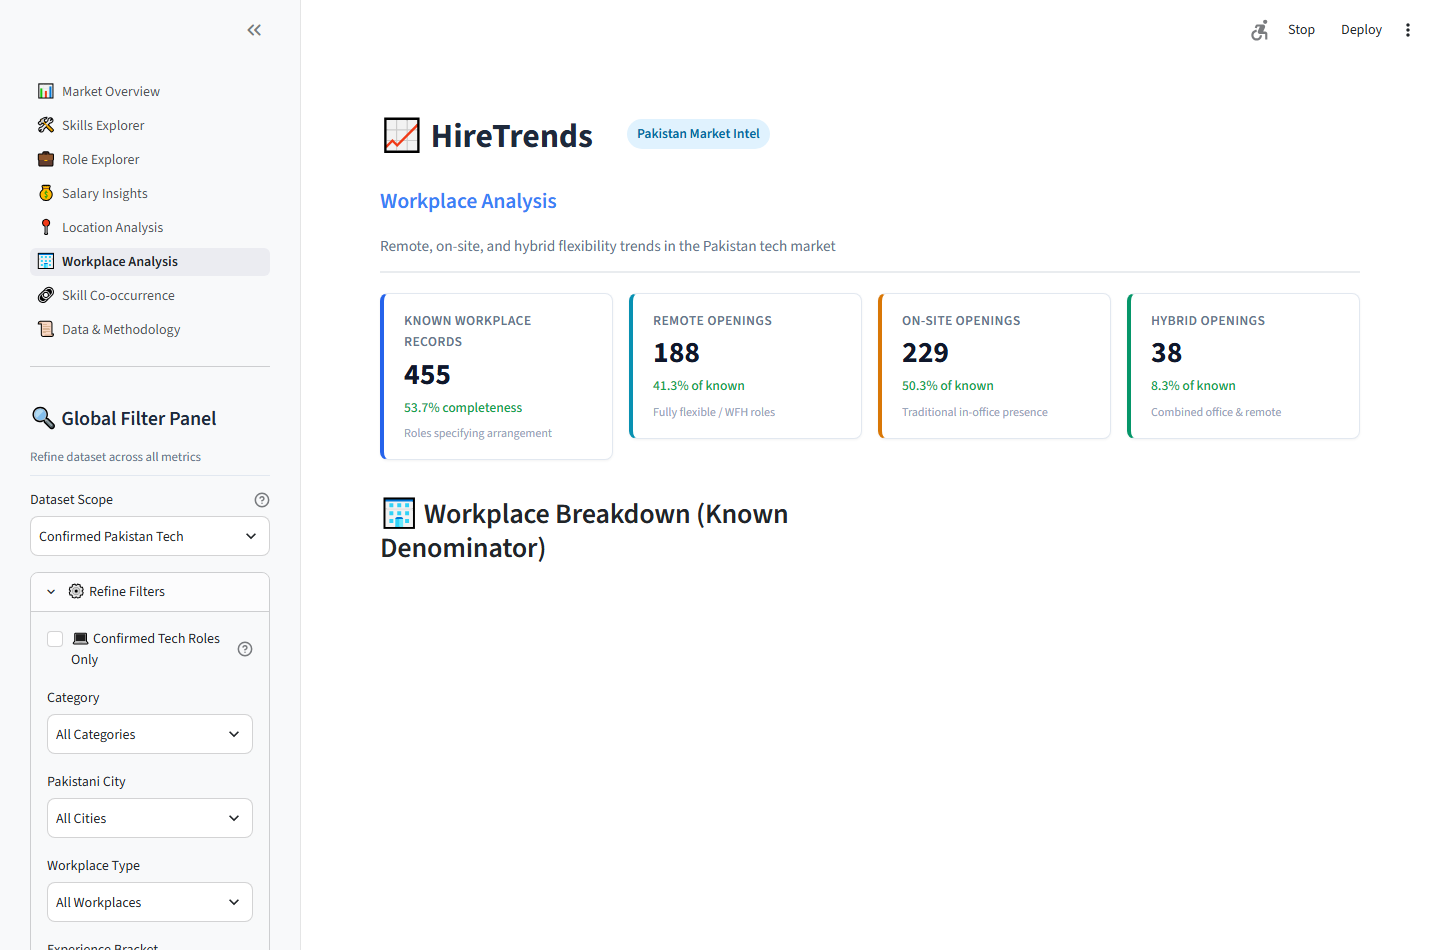 Market Overview
Skills Explorer
Role Explorer
Salary Insights
Location Analysis
Workplace Analysis
Skill Co-occurrence
Data & Methodology
Global Filter Panel
Refine dataset across all metrics
Dataset Scope
Confirmed Pakistan Tech
Refine Filters
Confirmed Tech Roles
Only
Category
All Categories
Pakistani City
All Cities
Workplace Type
All Workplaces
Experience Bracket
Stop
Deploy
HireTrends
Pakistan Market Intel
Workplace Analysis
Remote, on-site, and hybrid flexibility trends in the Pakistan tech market
KNOWN WORKPLACE
RECORDS
455
53.7% completeness
Roles specifying arrangement
REMOTE OPENINGS
188
41.3% of known
Fully flexible / WFH roles
ON-SITE OPENINGS
229
50.3% of known
Traditional in-office presence
HYBRID OPENINGS
38
8.3% of known
Combined office & remote
Workplace Breakdown (Known
Denominator)